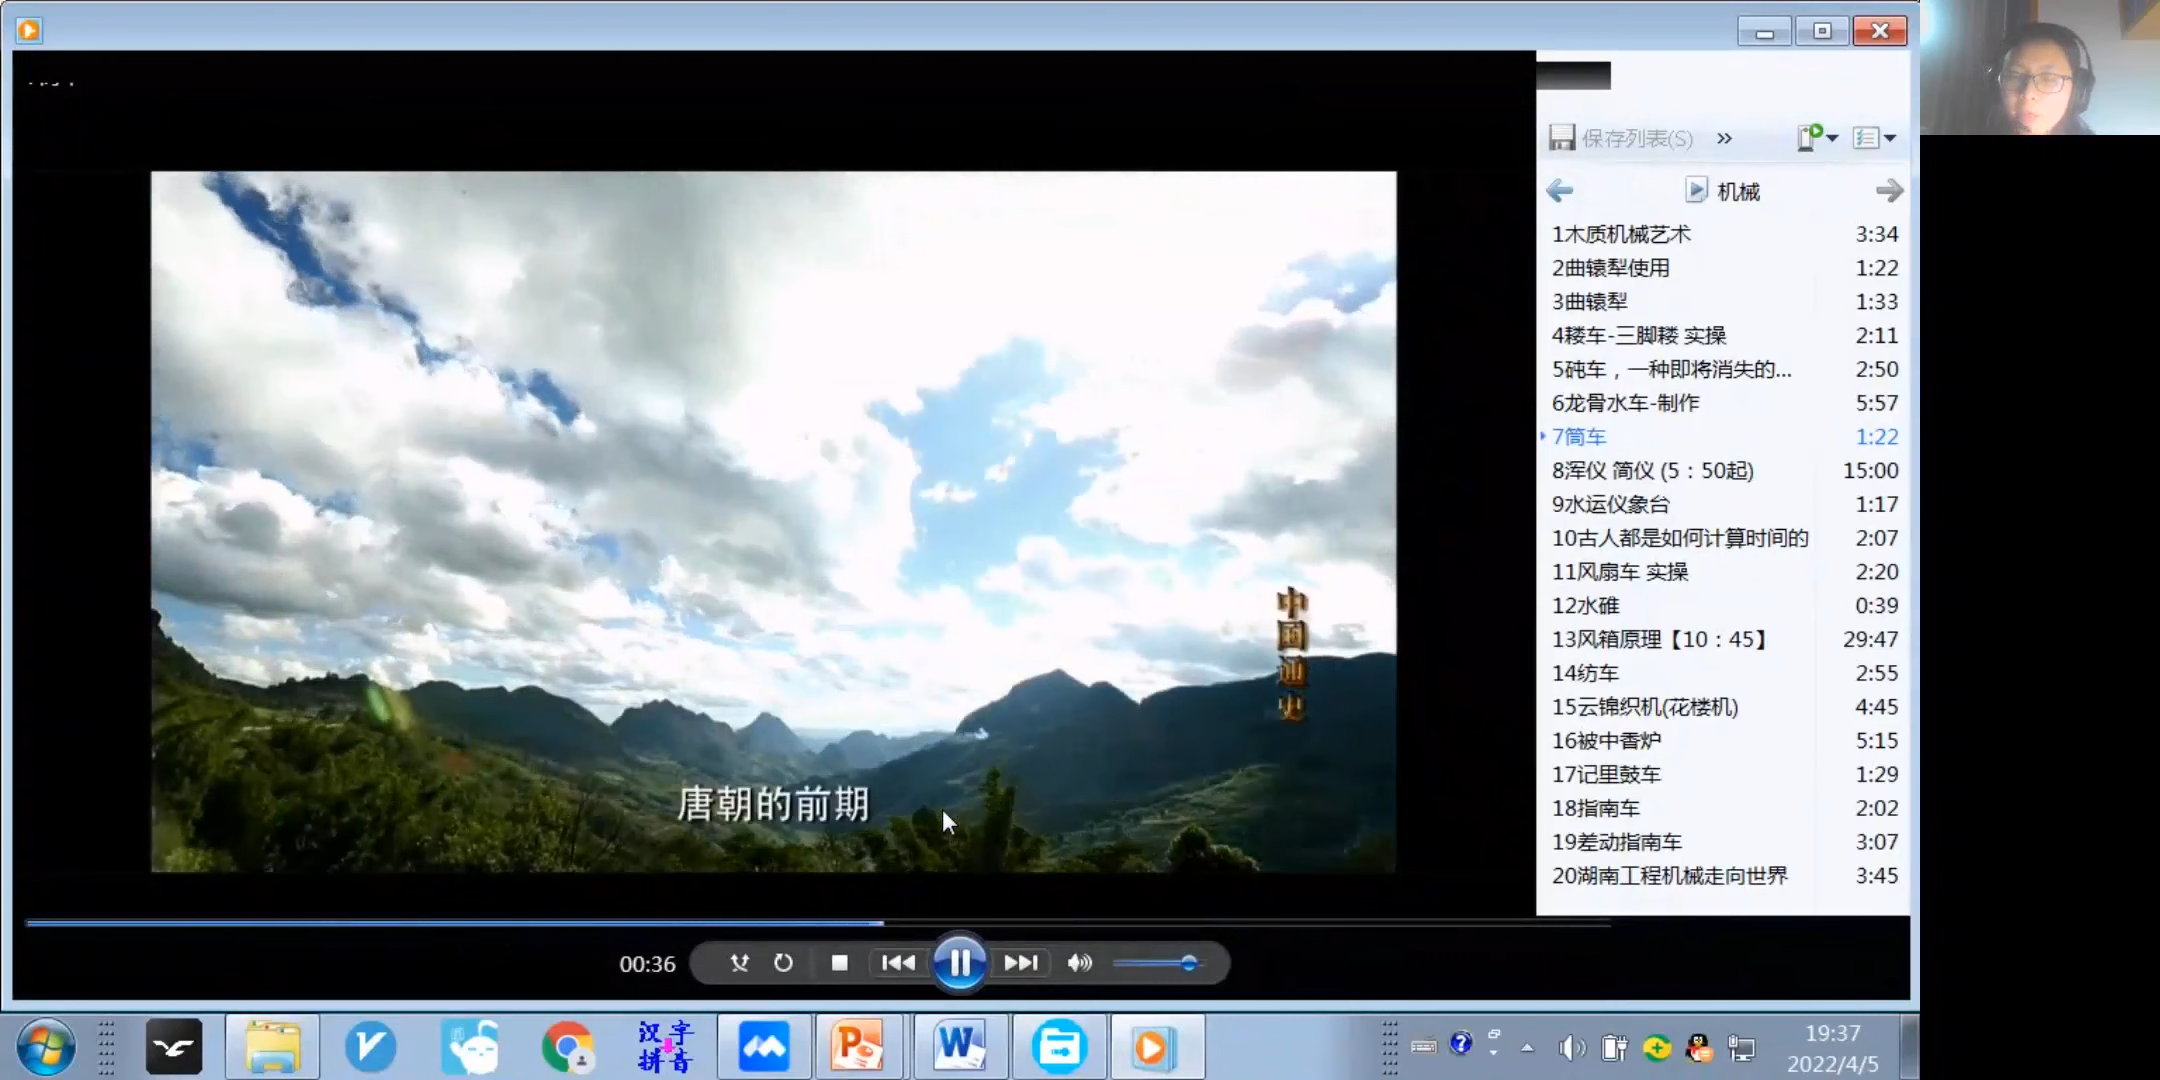 保存列表(S)
机械
1木质机械艺术 3:34
2曲辕犁使用 1:22
3曲辕犁 1:33
4耧车-三脚耧 实操 2:11
5砘车，一种即将消失的... 2:50
6龙骨水车-制作 5:57
7筒车 1:22
8浑仪 简仪 (5：50起) 15:00
9水运仪象台 1:17
10古人都是如何计算时间的 2:07
11风扇车 实操 2:20
12水碓 0:39
13风箱原理【10：45】 29:47
14纺车 2:55
15云锦织机(花楼机) 4:45
16被中香炉 5:15
17记里鼓车 1:29
18指南车 2:02
19差动指南车 3:07
20湖南工程机械走向世界 3:45
中国通史
唐朝的前期
00:36
汉字
拼音
19:37
2022/4/5